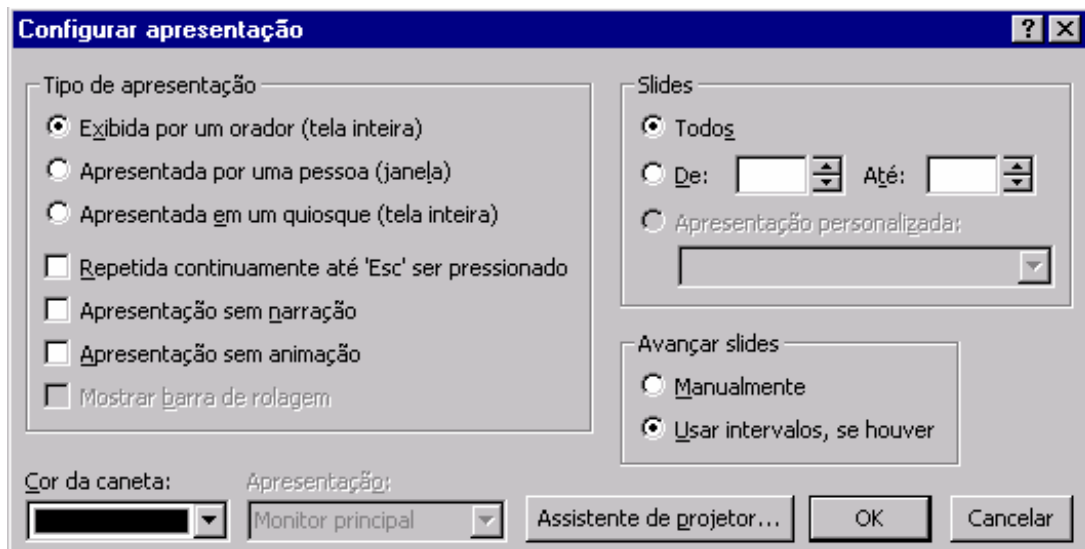 Configurar apresentação
Tipo de apresentação
Exibida por um orador (tela inteira)
Apresentada por uma pessoa (janela)
Apresentada em um quiosque (tela inteira)
Repetida continuamente até 'Esc' ser pressionado
Apresentação sem narração
Apresentação sem animação
Mostrar barra de rolagem
Slides
Todos
De: Até:
Apresentação personalizada:
Avançar slides
Manualmente
Usar intervalos, se houver
Cor da caneta:
Apresentação:
Monitor principal
Assistente de projetor...
OK
Cancelar